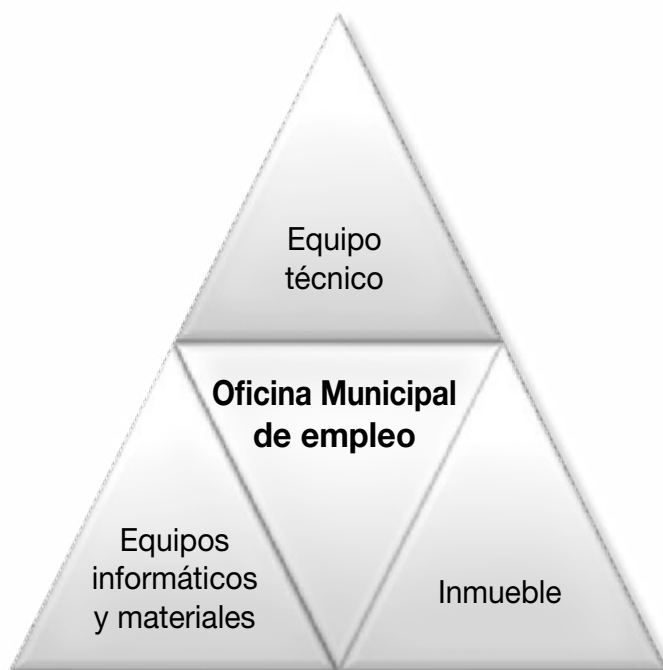 Equipo
técnico
Oficina Municipal
de empleo
Equipos
informáticos
y materiales
Inmueble